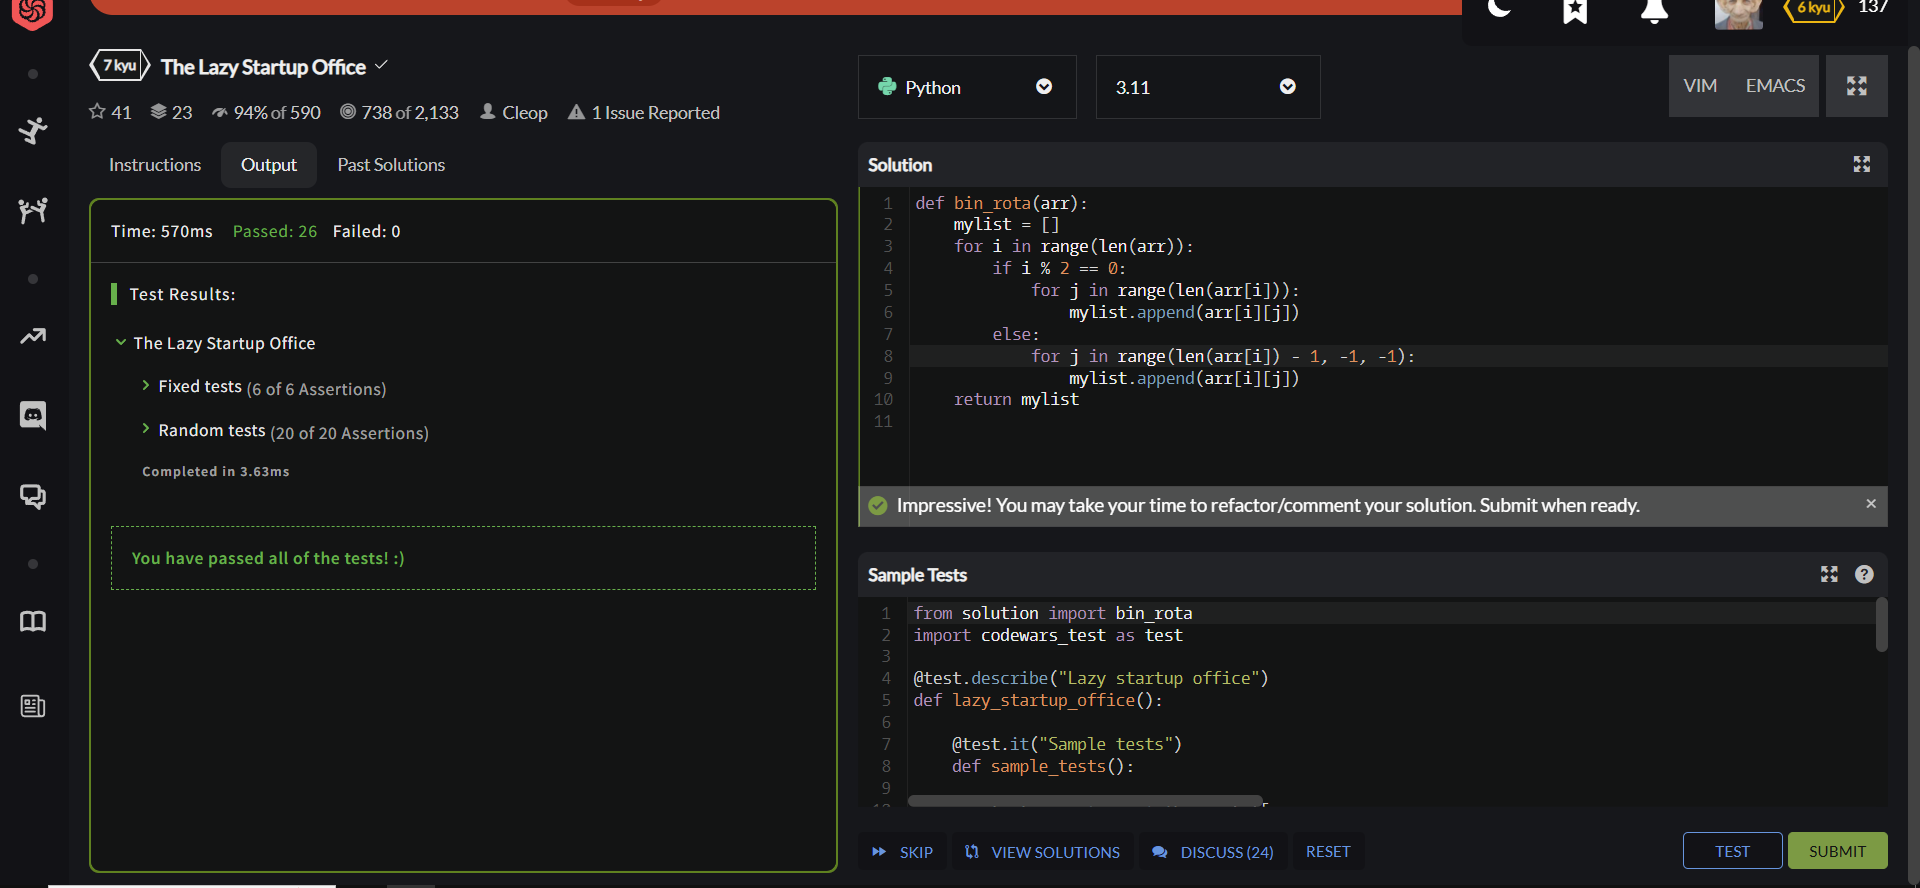 6 kyu
137
7 kyu
The Lazy Startup Office
41
23
94% of 590
738 of 2,133
Cleop
1 Issue Reported
Instructions
Output
Past Solutions
Time: 570ms Passed: 26 Failed: 0
Test Results:
The Lazy Startup Office
Fixed tests (6 of 6 Assertions)
Random tests (20 of 20 Assertions)
Completed in 3.63ms
You have passed all of the tests! :)
Python
3.11
VIM
EMACS
Solution
1 def bin_rota(arr):
2     mylist = []
3     for i in range(len(arr)):
4         if i % 2 == 0:
5             for j in range(len(arr[i])):
6                 mylist.append(arr[i][j])
7         else:
8             for j in range(len(arr[i]) - 1, -1, -1):
9                 mylist.append(arr[i][j])
10     return mylist
11
Impressive! You may take your time to refactor/comment your solution. Submit when ready.
×
Sample Tests
?
1 from solution import bin_rota
2 import codewars_test as test
3
4 @test.describe("Lazy startup office")
5 def lazy_startup_office():
6
7     @test.it("Sample tests")
8     def sample_tests():
9
SKIP
VIEW SOLUTIONS
DISCUSS (24)
RESET
TEST
SUBMIT